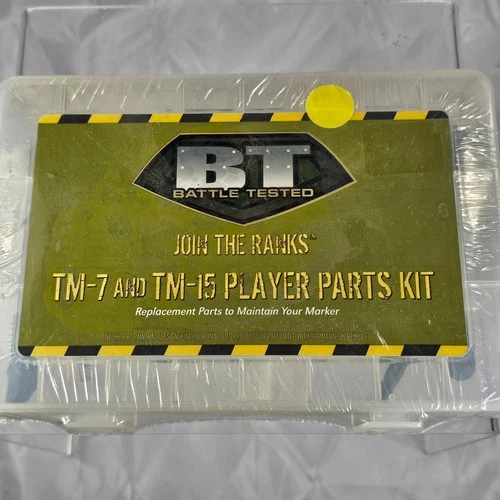 BT
BATTLE TESTED
JOIN THE RANKS™
TM-7 AND TM-15 PLAYER PARTS KIT
Replacement Parts to Maintain Your Marker